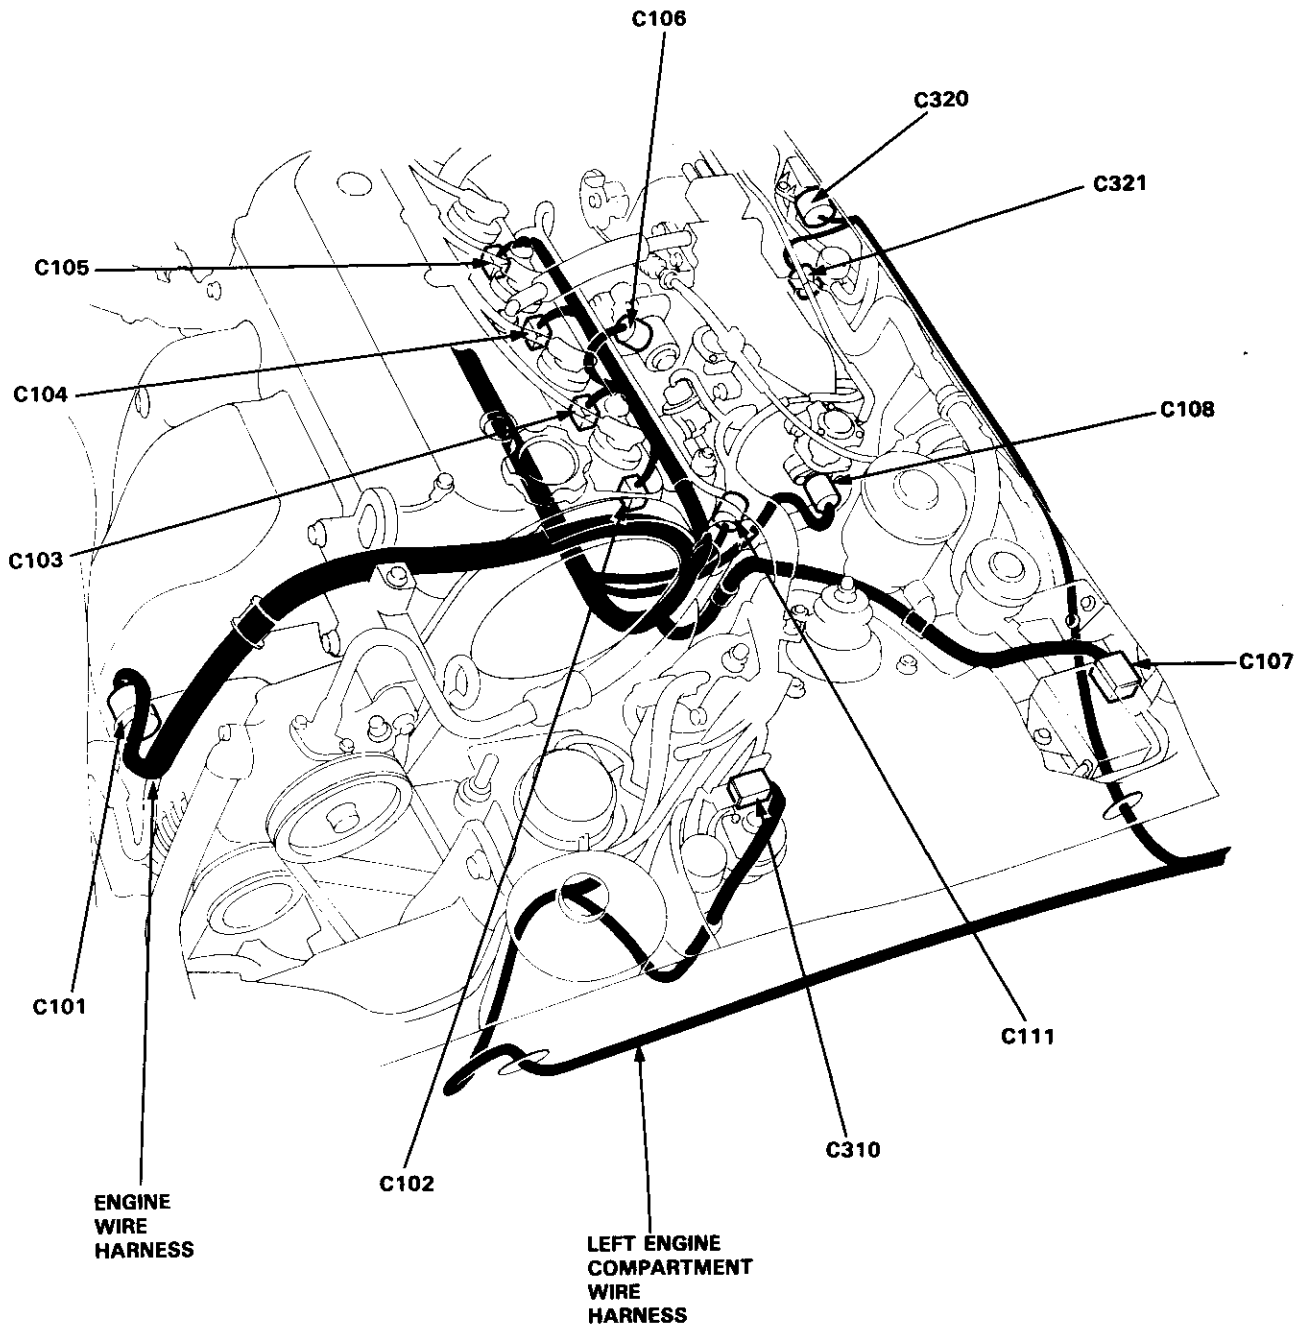 C106
C320
C321
C105
C104
C108
C103
C107
C101
C111
C310
C102
ENGINE
WIRE
HARNESS
LEFT ENGINE
COMPARTMENT
WIRE
HARNESS